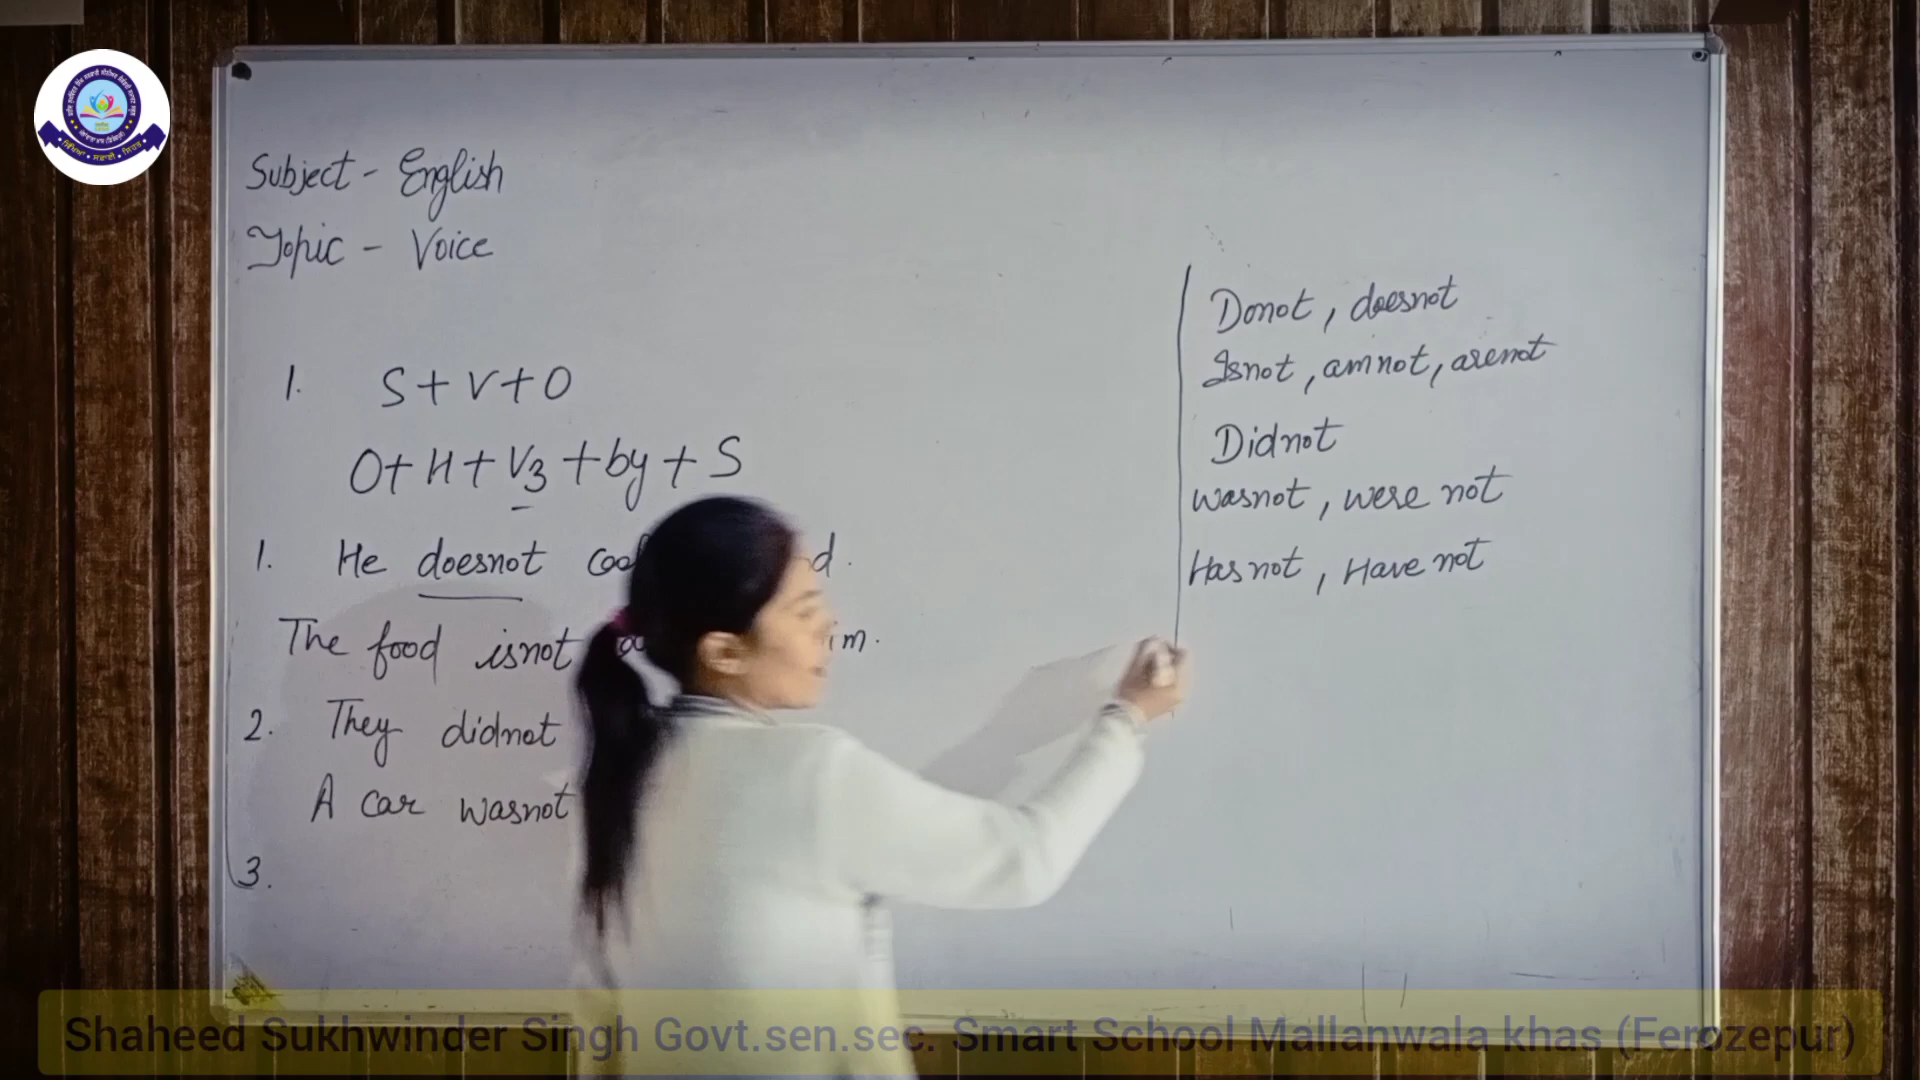 Subject - English
Topic - Voice
1. S + V + O
O + H + V3 + by + S
1. He doesnot
The food isnot
2. They didnot
A car wasnot
3.
Donot, doesnot
Isnot, am not, arenot
Didnot
wasnot, were not
Has not, Have not
Shaheed Sukhwinder Singh Govt.sen.sec. Smart School Mallanwala khas (Ferozepur)